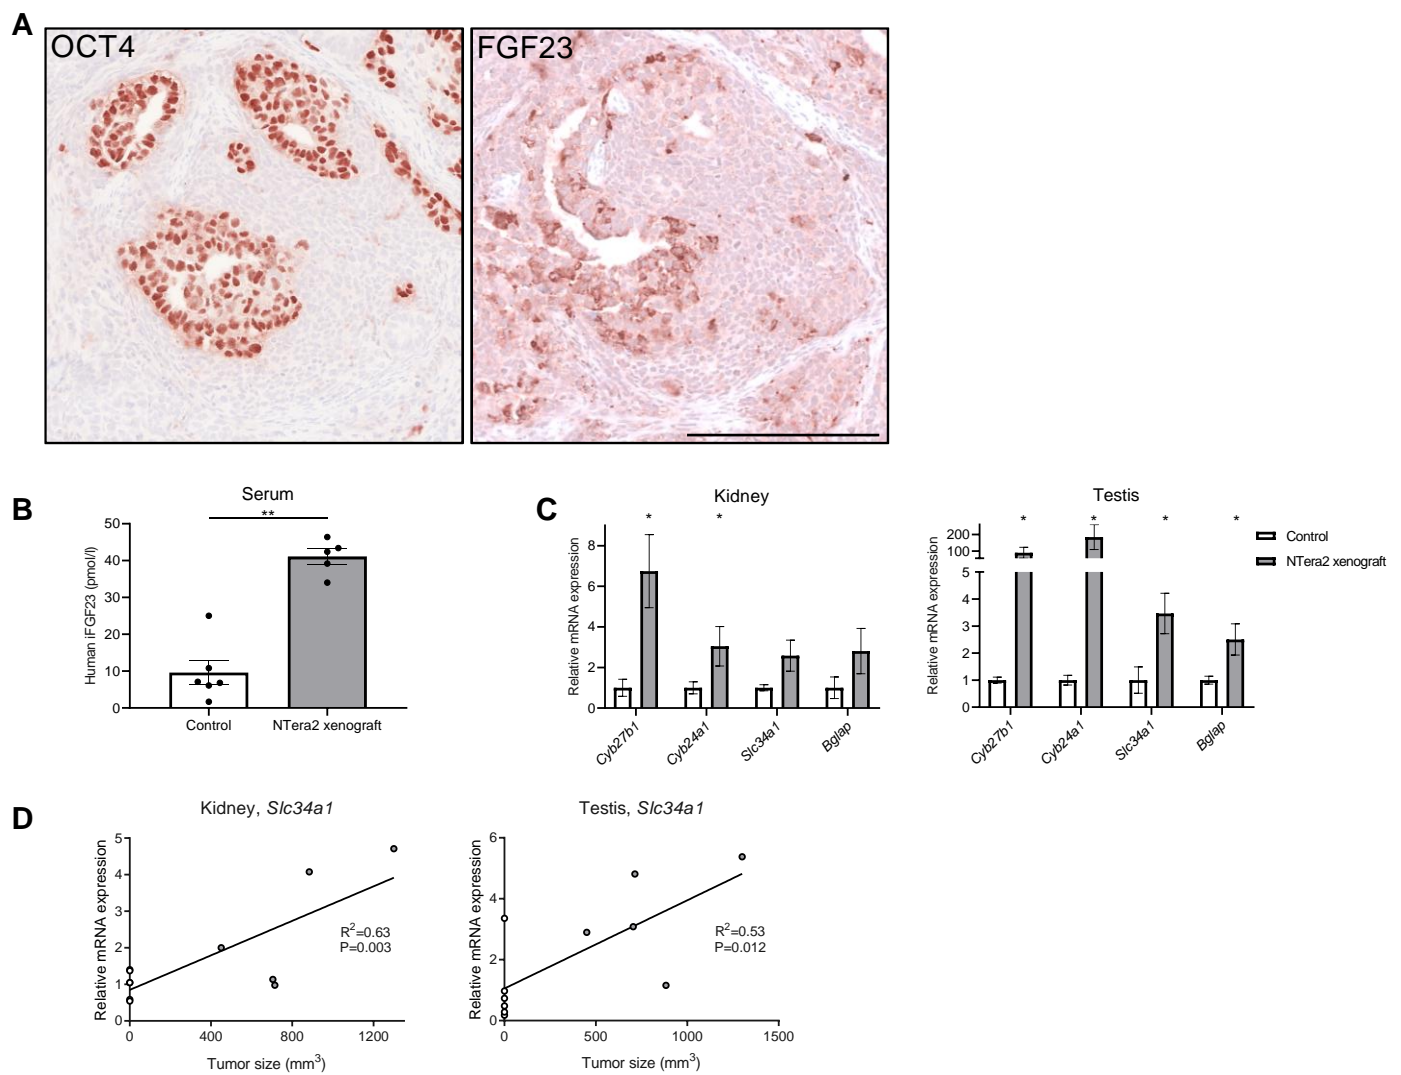 A
OCT4
FGF23
B
Serum
**
Human iFGF23 (pmol/l)
50
40
30
20
10
0
Control
NTera2 xenograft
C
Kidney
* *
Relative mRNA expression
8
6
4
2
0
Cyb27b1
Cyb24a1
Slc34a1
Bglap
Testis
* * * *
Relative mRNA expression
200
100
5
4
3
2
1
0
Cyb27b1
Cyb24a1
Slc34a1
Bglap
Control
NTera2 xenograft
D
Kidney, Slc34a1
Relative mRNA expression
5
4
3
2
1
0
R²=0.63
P=0.003
0 400 800 1200
Tumor size (mm³)
Testis, Slc34a1
Relative mRNA expression
6
4
2
0
R²=0.53
P=0.012
0 500 1000 1500
Tumor size (mm³)